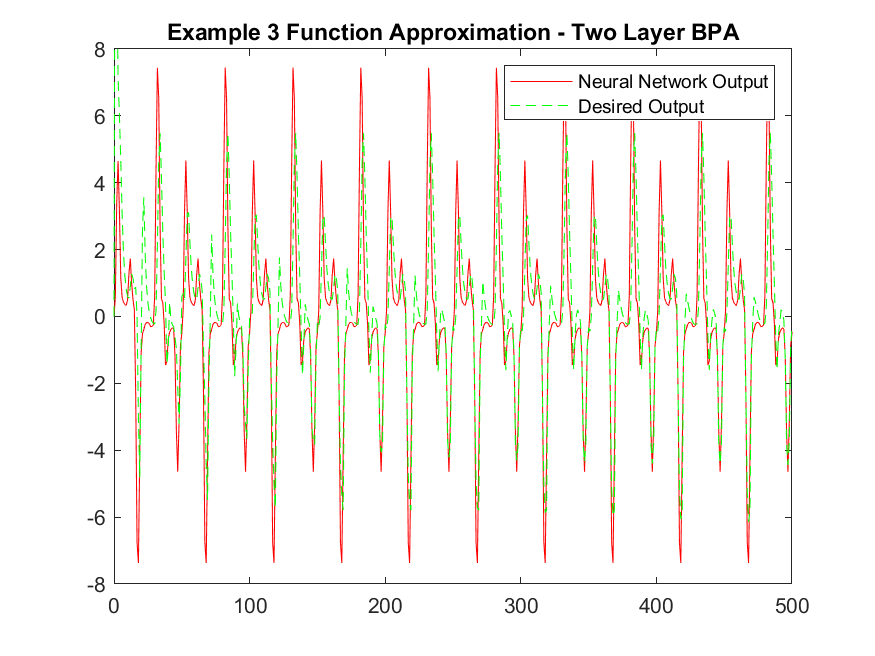 Example 3 Function Approximation - Two Layer BPA
8
6
4
2
0
-2
-4
-6
-8
Neural Network Output
Desired Output
0 100 200 300 400 500